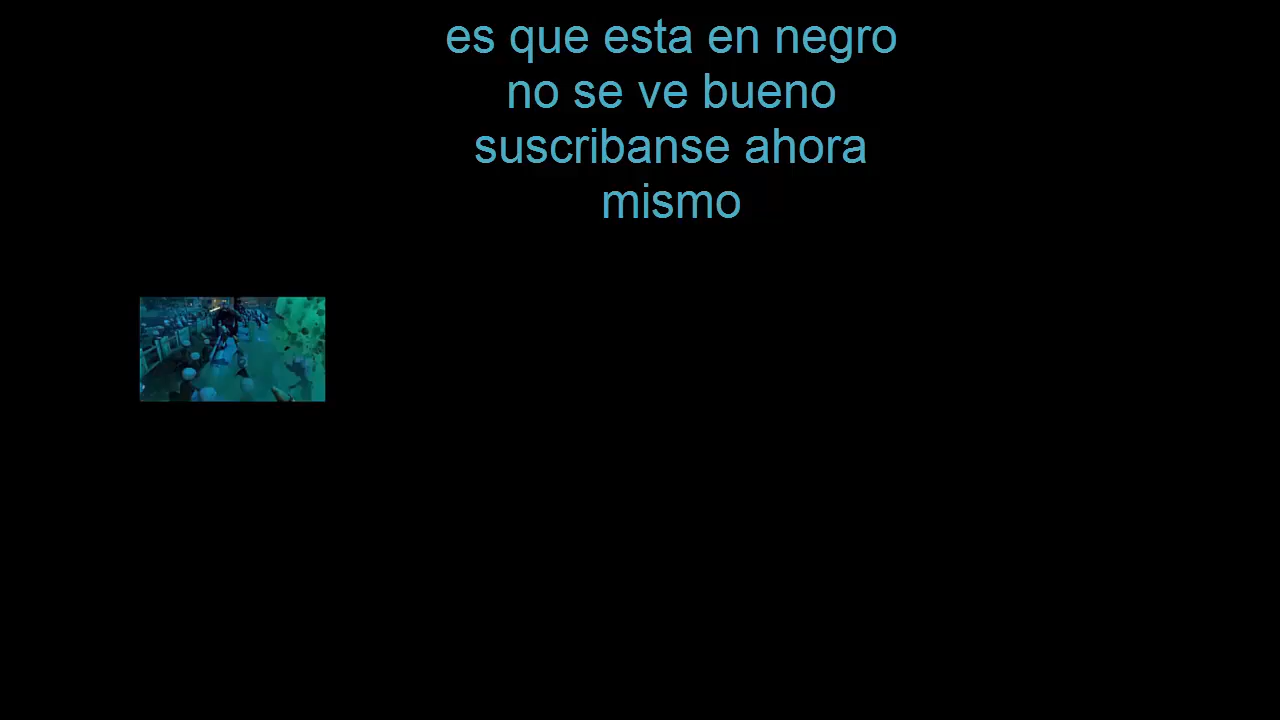 es que esta en negro
no se ve bueno
suscribanse ahora
mismo